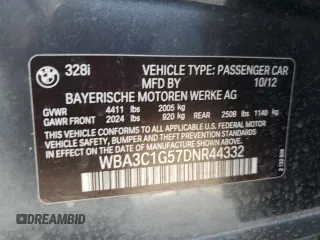 328i VEHICLE TYPE: PASSENGER CAR
MFD BY 10/12
BAYERISCHE MOTOREN WERKE AG
GVWR 4411 lbs 2005 kg
GAWR FRONT 2024 lbs 920 kg REAR 2508 lbs 1140 kg
THIS VEHICLE CONFORMS TO ALL APPLICABLE FEDERAL MOTOR
VEHICLE SAFETY, BUMPER, AND THEFT PREVENTION STANDARDS
IN EFFECT ON THE DATE OF MANUFACTURE SHOWN ABOVE.
WBA3C1G57DNR44332
DREAMBID